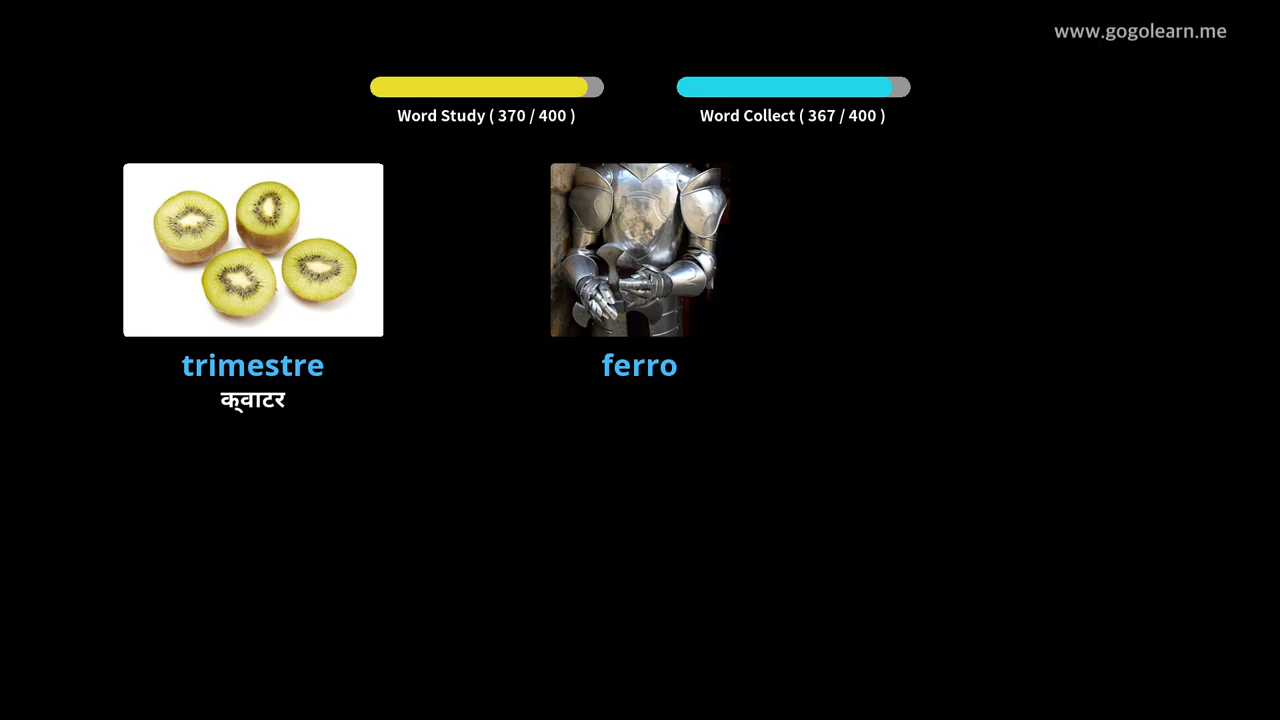 www.gogolearn.me
Word Study ( 370 / 400 )
Word Collect ( 367 / 400 )
trimestre
ferro
क्वाटर